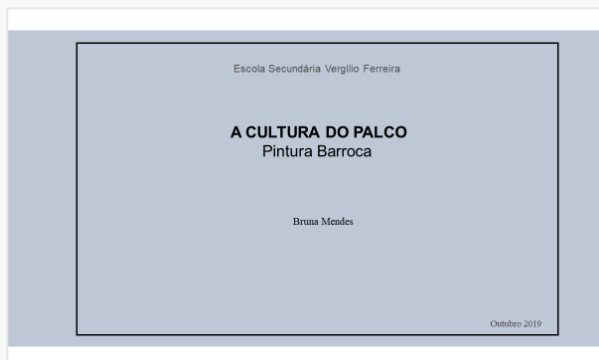 Escola Secundária Vergílio Ferreira
A CULTURA DO PALCO
Pintura Barroca
Bruna Mendes
Outubro 2019